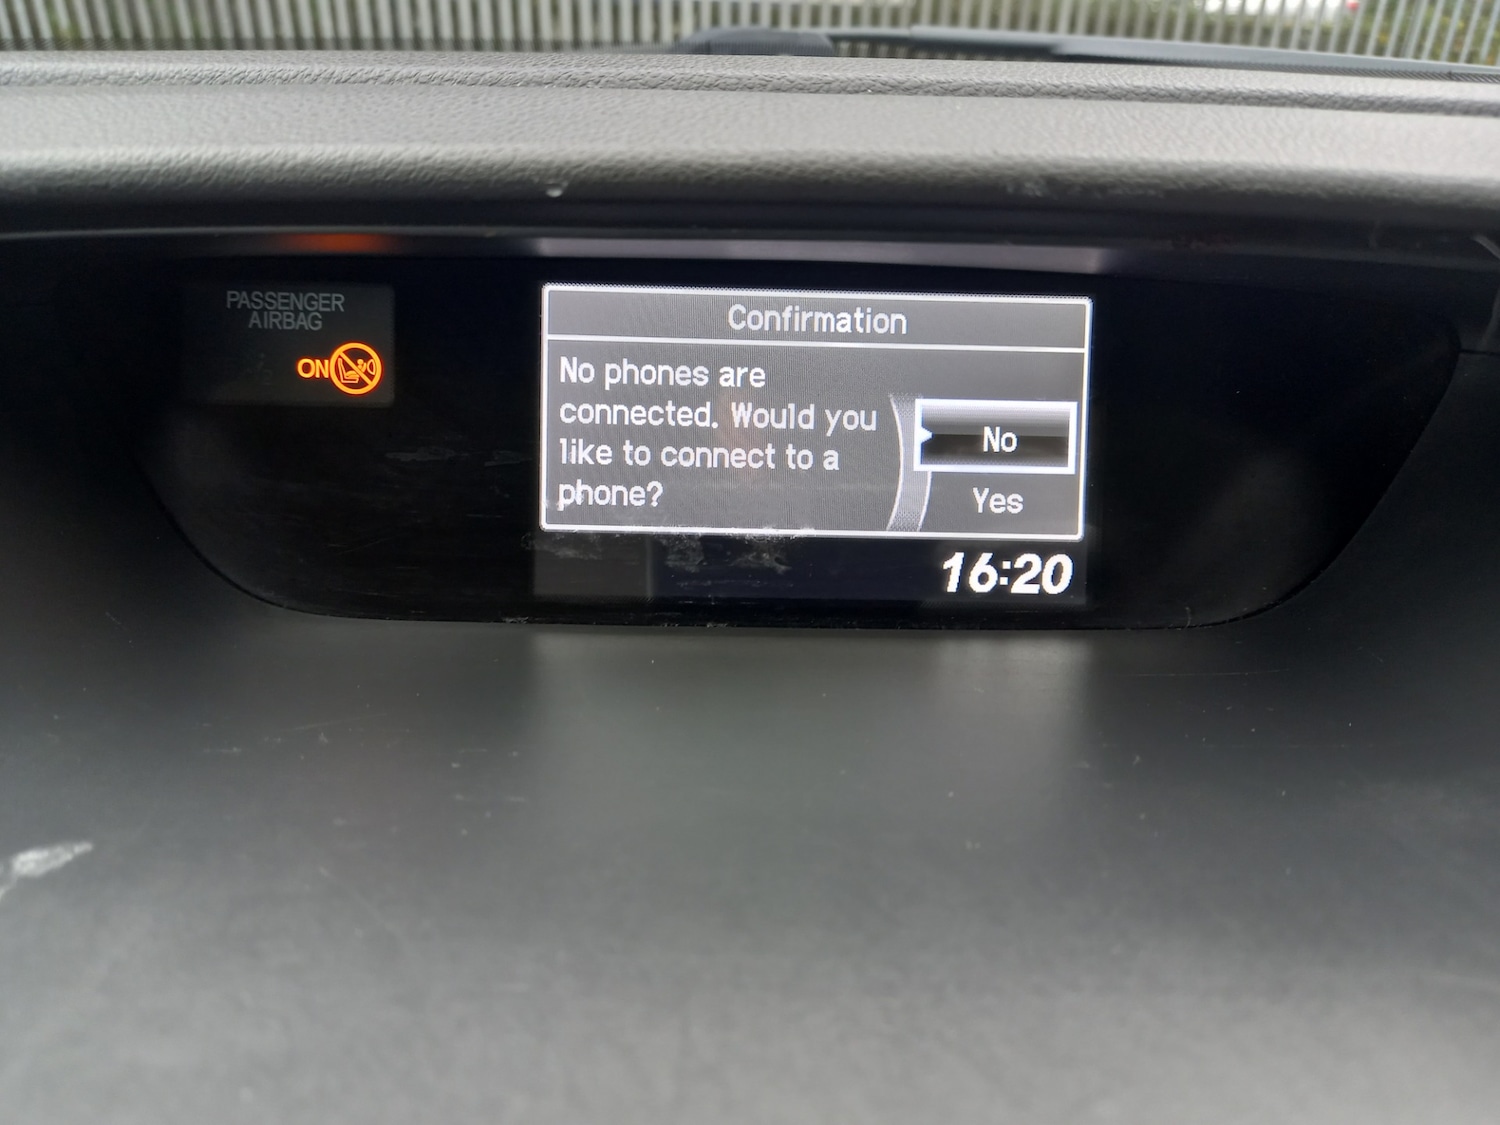 PASSENGER
AIRBAG
ON
Confirmation
No phones are
connected. Would you
like to connect to a
phone?
No
Yes
16:20